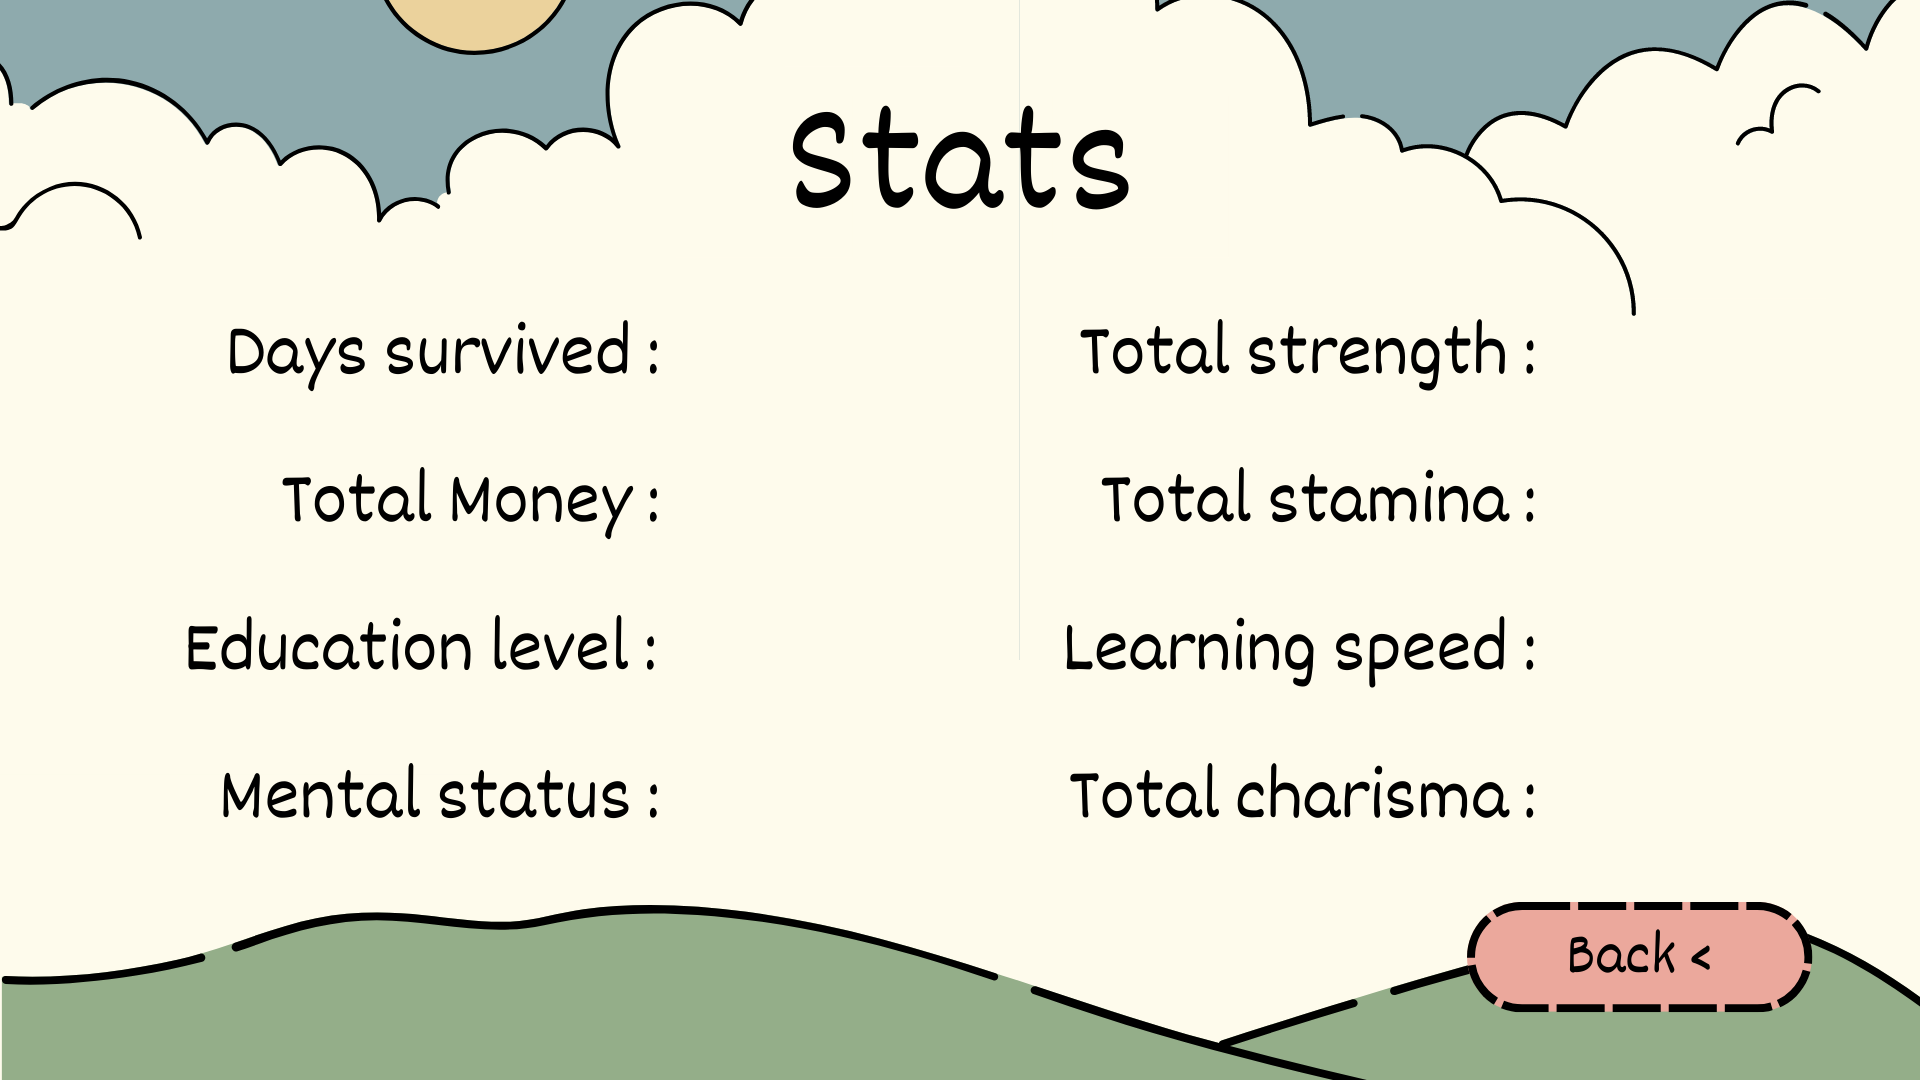 Stats
Days survived :
Total Money :
Education level :
Mental status :
Total strength :
Total stamina :
Learning speed :
Total charisma :
Back <